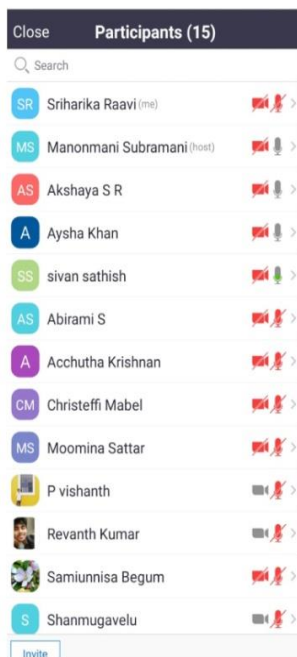 Close Participants (15)
Search
SR Sriharika Raavi (me)
MS Manonmani Subramani (host)
AS Akshaya S R
A Aysha Khan
SS sivan sathish
AS Abirami S
A Acchutha Krishnan
CM Christeffi Mabel
MS Moomina Sattar
P vishanth
Revanth Kumar
Samiunnisa Begum
S Shanmugavelu
Invite